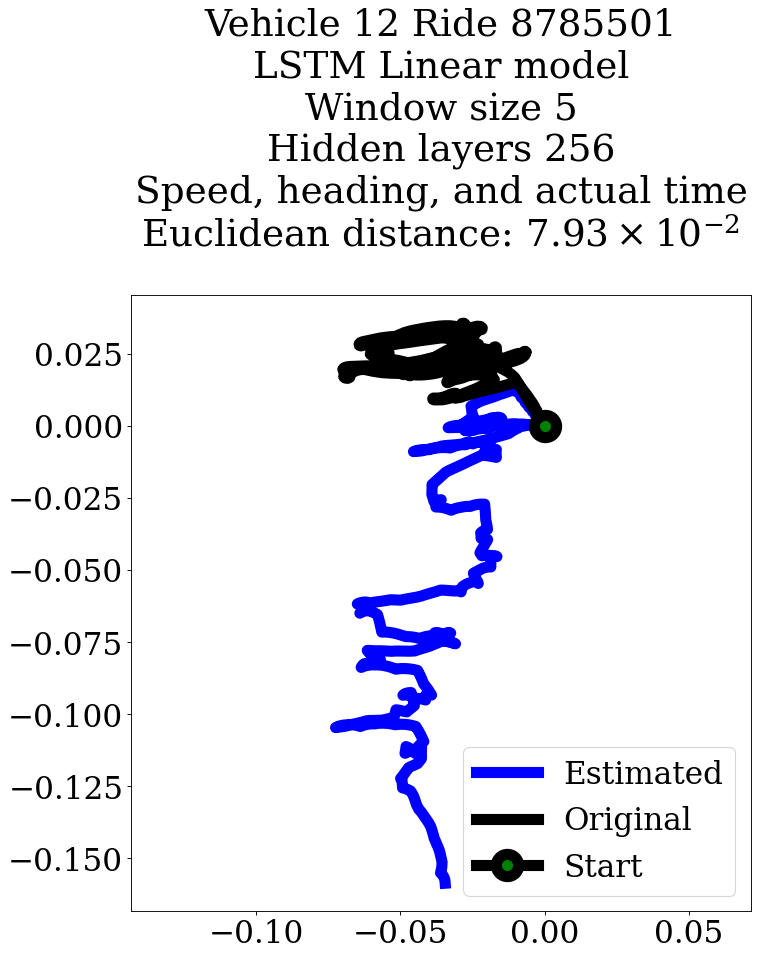 Vehicle 12 Ride 8785501
LSTM Linear model
Window size 5
Hidden layers 256
Speed, heading, and actual time
Euclidean distance: 7.93 × 10⁻²
0.025
0.000
−0.025
−0.050
−0.075
−0.100
−0.125
−0.150
Estimated
Original
Start
−0.10 −0.05 0.00 0.05